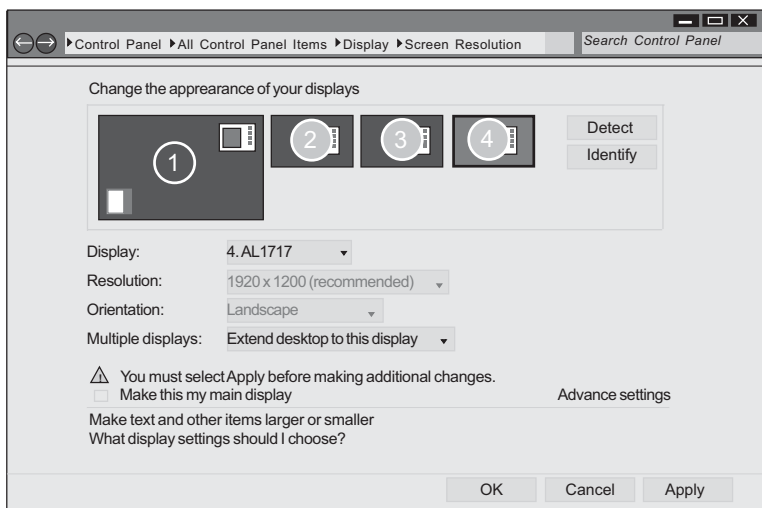 Control Panel All Control Panel Items Display Screen Resolution Search Control Panel
Change the apprearance of your displays
1 2 3 4
Detect
Identify
Display: 4. AL1717
Resolution: 1920 x 1200 (recommended)
Orientation: Landscape
Multiple displays: Extend desktop to this display
You must select Apply before making additional changes.
Make this my main display Advance settings
Make text and other items larger or smaller
What display settings should I choose?
OK Cancel Apply